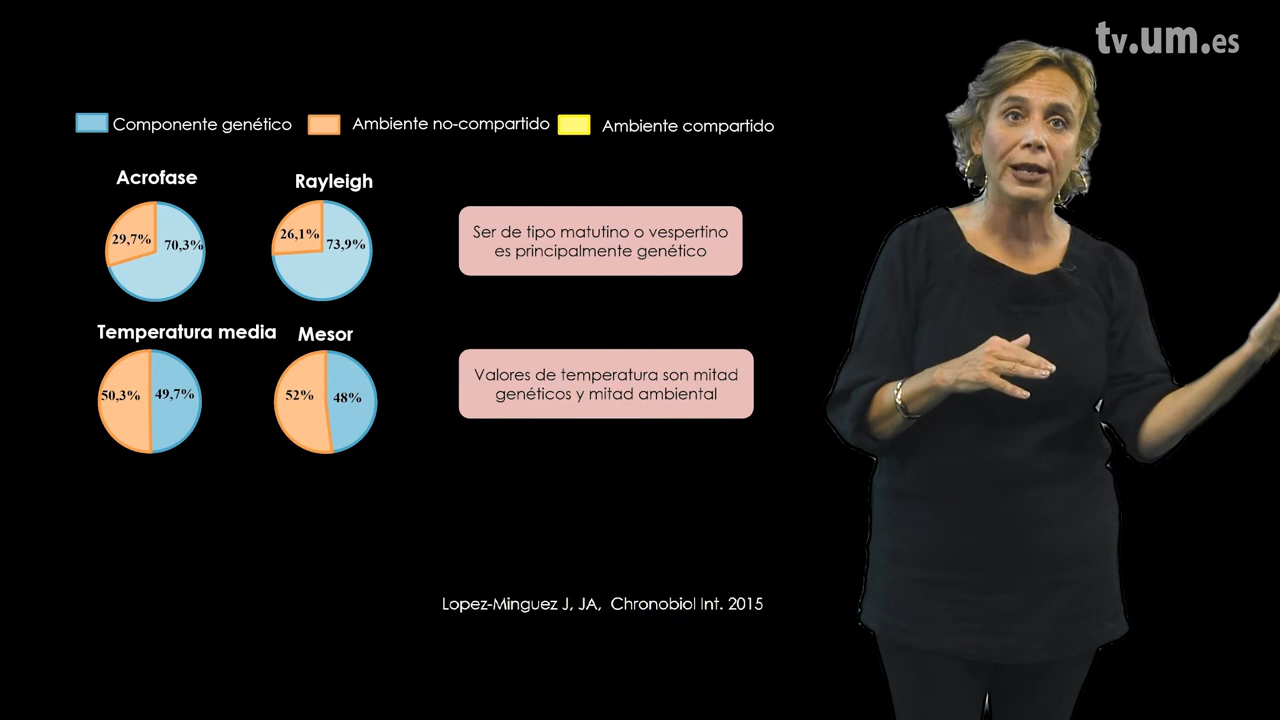 tv.um.es
Componente genético Ambiente no-compartido Ambiente compartido
Acrofase Rayleigh
29,7% 70,3% 26,1% 73,9%
Ser de tipo matutino o vespertino
es principalmente genético
Temperatura media Mesor
50,3% 49,7% 52% 48%
Valores de temperatura son mitad
genéticos y mitad ambiental
Lopez-Minguez J, JA, Chronobiol Int. 2015